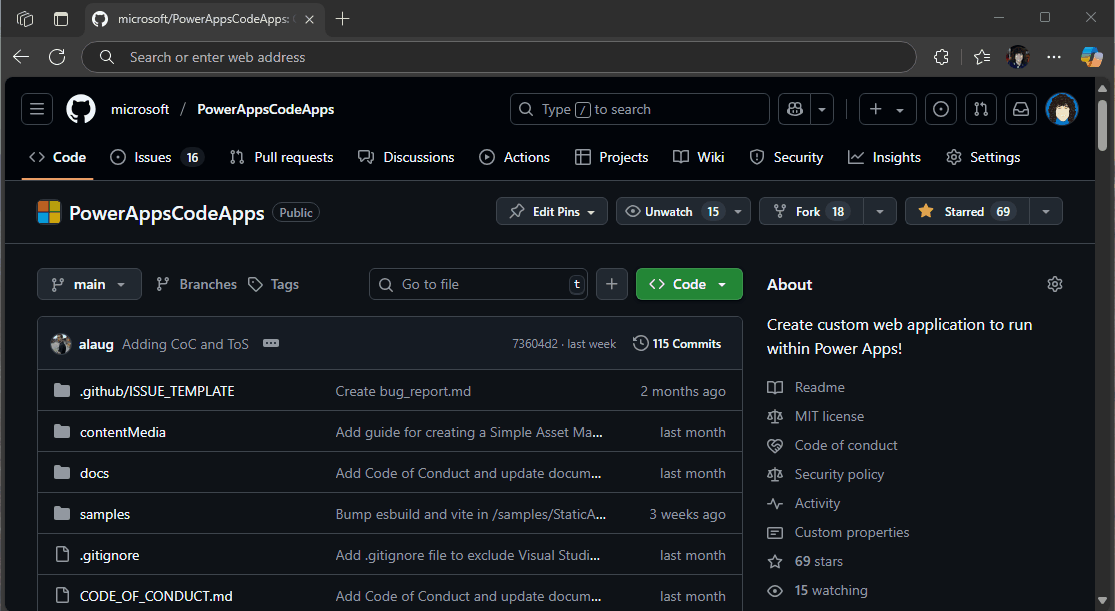 microsoft/PowerAppsCodeApps:
Search or enter web address
microsoft / PowerAppsCodeApps
Type / to search
Code Issues 16 Pull requests Discussions Actions Projects Wiki Security Insights Settings
PowerAppsCodeApps Public
Edit Pins Unwatch 15 Fork 18 Starred 69
main Branches Tags Go to file t + Code
About
Create custom web application to run
within Power Apps!
alaug Adding CoC and ToS 73604d2 · last week 115 Commits
.github/ISSUE_TEMPLATE Create bug_report.md 2 months ago
contentMedia Add guide for creating a Simple Asset Ma... last month
docs Add Code of Conduct and update docum... last month
samples Bump esbuild and vite in /samples/StaticA... 3 weeks ago
.gitignore Add .gitignore file to exclude Visual Studi... last month
CODE_OF_CONDUCT.md Add Code of Conduct and update docum... last month
Readme
MIT license
Code of conduct
Security policy
Activity
Custom properties
69 stars
15 watching